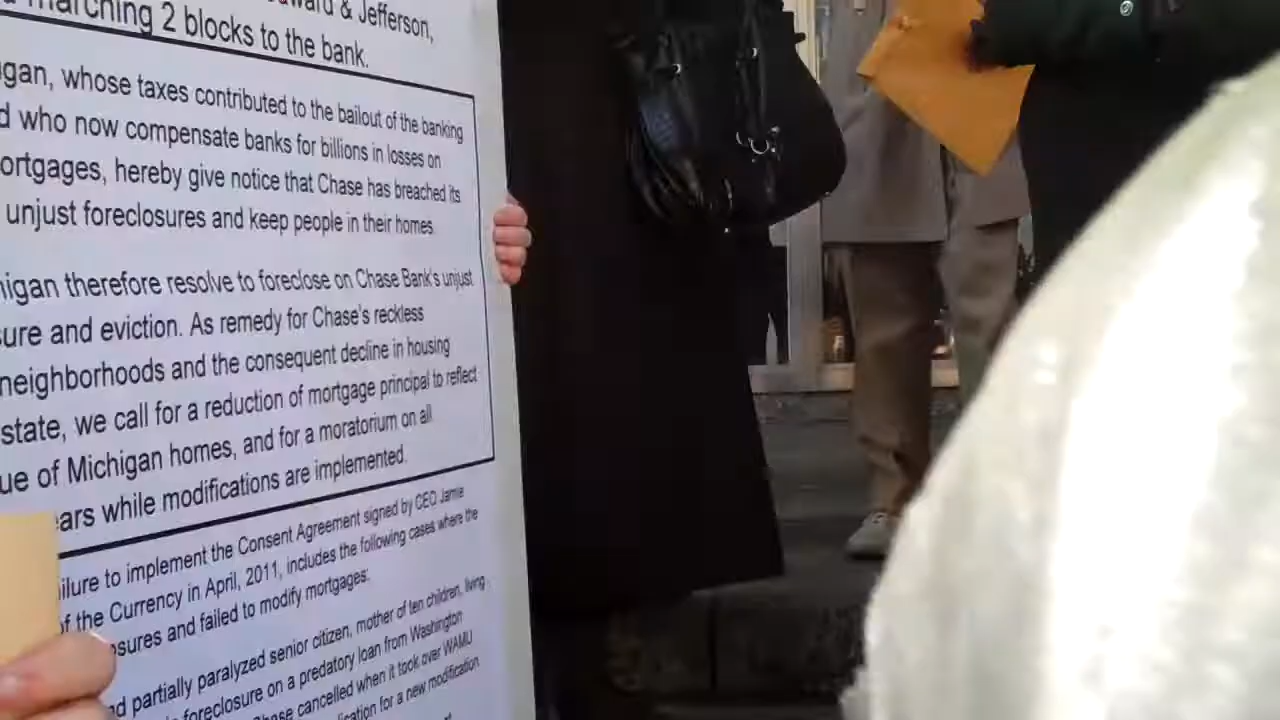 & Jefferson,
marching 2 blocks to the bank.
whose taxes contributed to the bailout of the banking
who now compensate banks for billions in losses on
ortgages, hereby give notice that Chase has breached its
unjust foreclosures and keep people in their homes.
higan therefore resolve to foreclose on Chase Bank's unjust
sure and eviction. As remedy for Chase's reckless
neighborhoods and the consequent decline in housing
state, we call for a reduction of mortgage principal to reflect
ue of Michigan homes, and for a moratorium on all
ears while modifications are implemented.
ailure to implement the Consent Agreement signed by CEO Jamie
of the Currency in April, 2011, includes the following cases where the
osures and failed to modify mortgages:
nd partially paralyzed senior citizen, mother of ten children, living
foreclosure on a predatory loan from Washington
hase cancelled when it took over WAMU
lication for a new modification